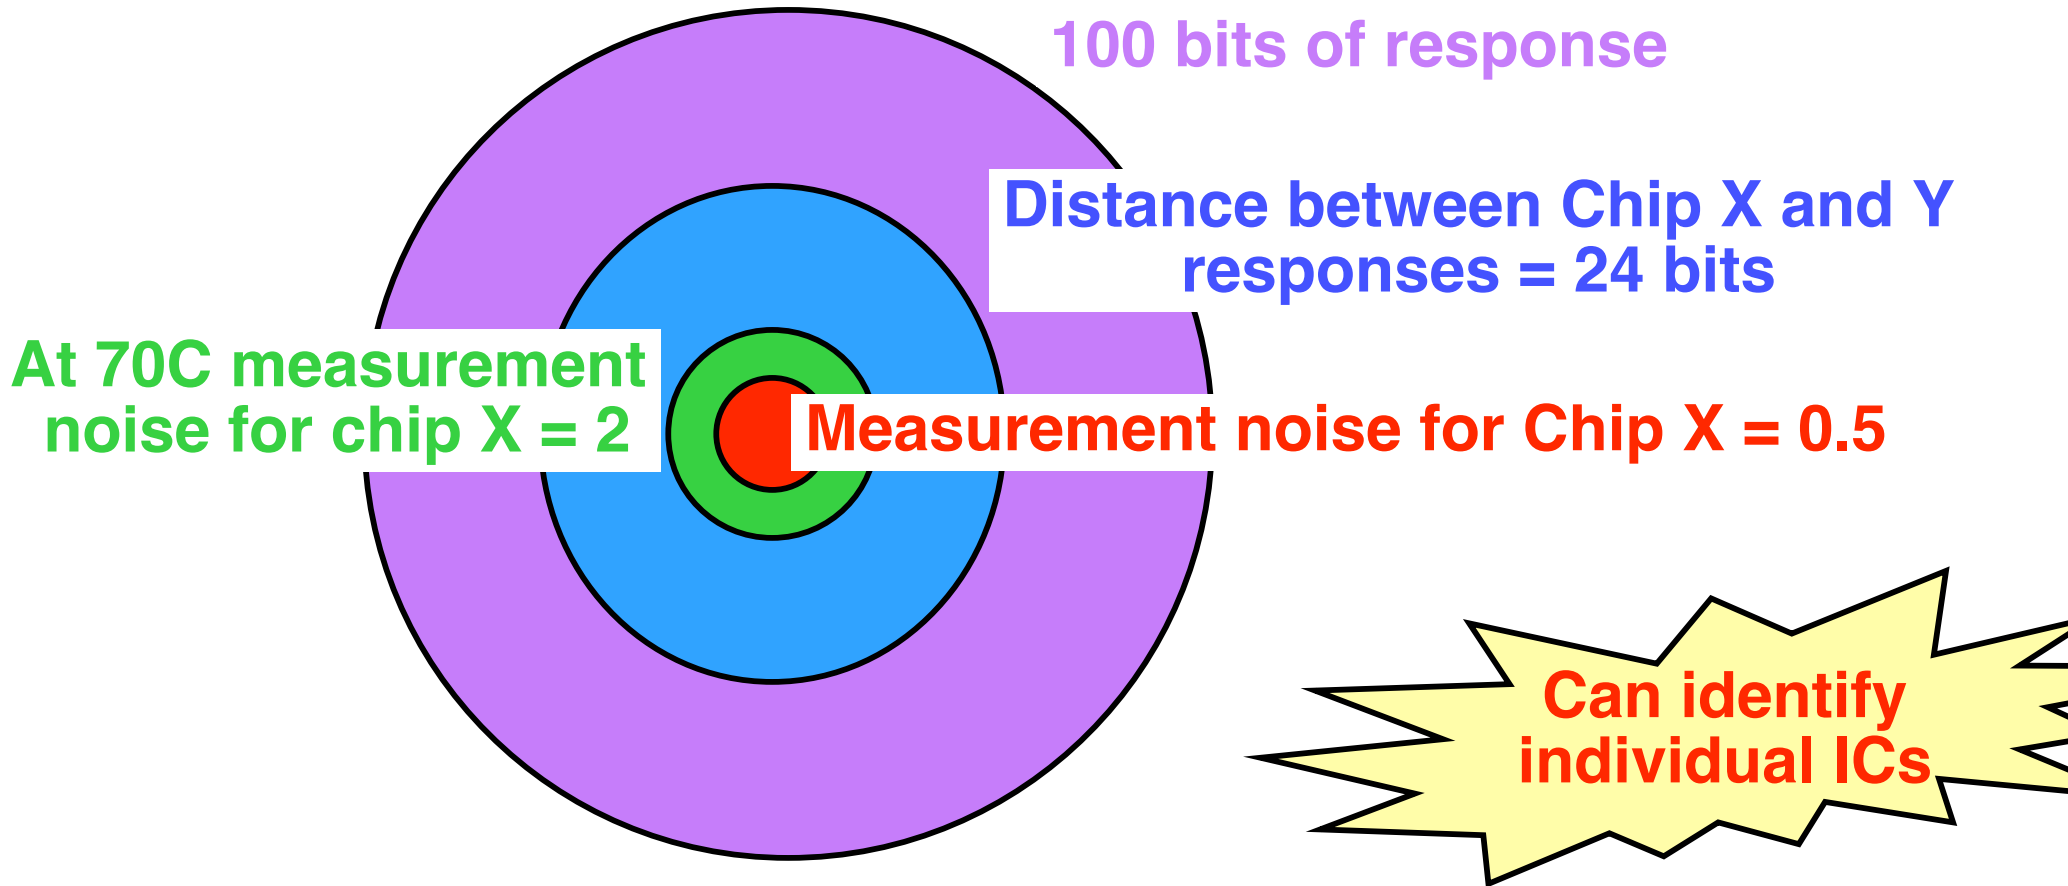 100 bits of response
Distance between Chip X and Y
responses = 24 bits
At 70C measurement
noise for chip X = 2
Measurement noise for Chip X = 0.5
Can identify
individual ICs